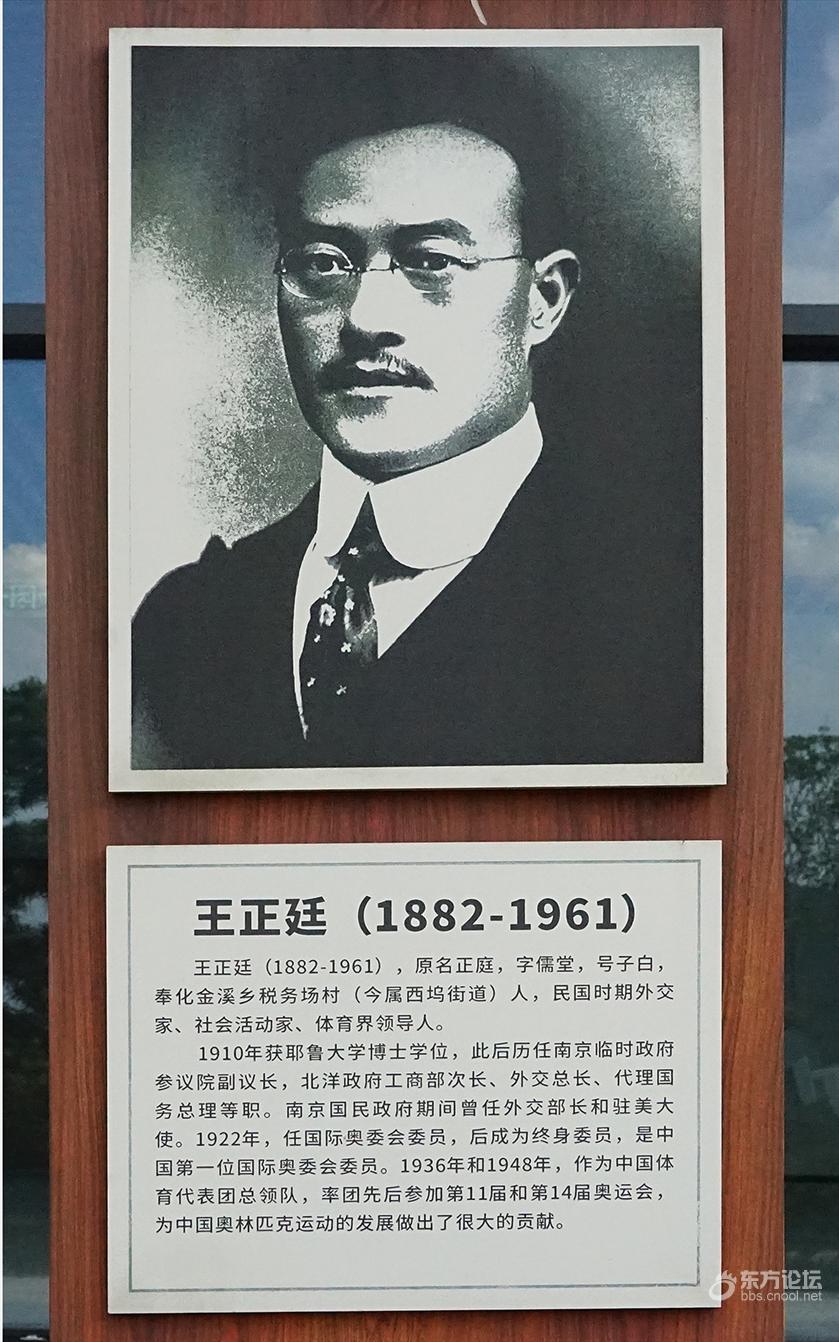 王正廷（1882-1961）
王正廷（1882-1961），原名正庭，字儒堂，号子白，
奉化金溪乡税务场村（今属西坞街道）人，民国时期外交
家、社会活动家、体育界领导人。
1910年获耶鲁大学博士学位，此后历任南京临时政府
参议院副议长，北洋政府工商部次长、外交总长、代理国
务总理等职。南京国民政府期间曾任外交部长和驻美大
使。1922年，任国际奥委会委员，后成为终身委员，是中
国第一位国际奥委会委员。1936年和1948年，作为中国体
育代表团总领队，率团先后参加第11届和第14届奥运会，
为中国奥林匹克运动的发展做出了很大的贡献。
东方论坛
bbs.cnool.net